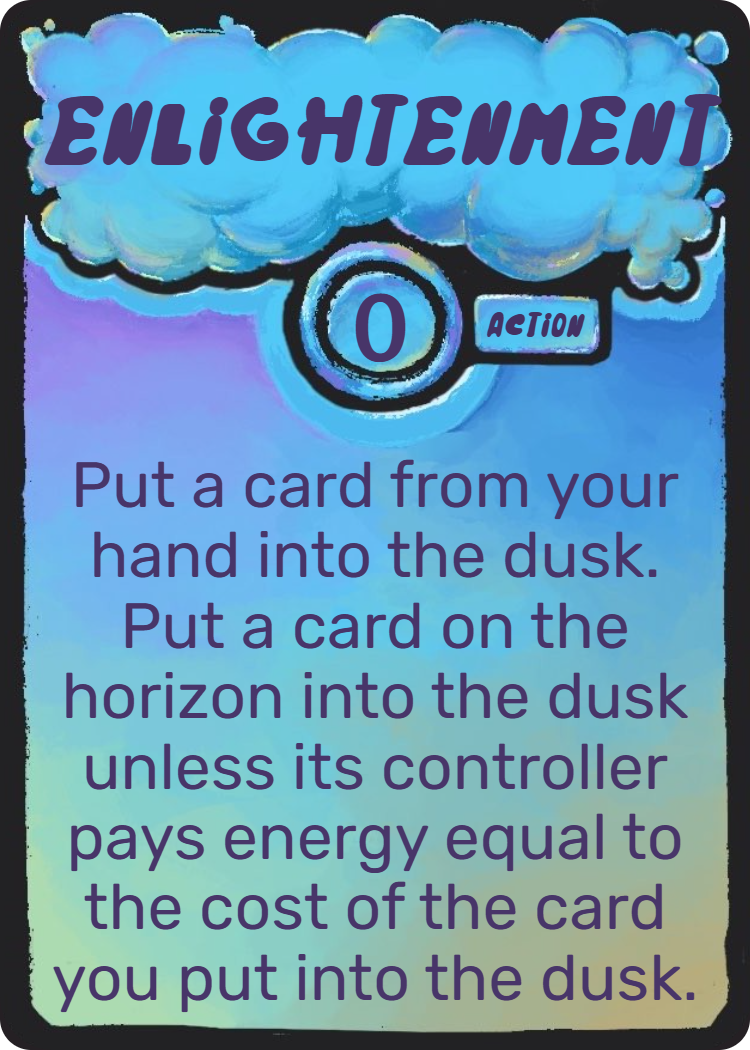 ENLIGHTENMENT
0
ACTION
Put a card from your
hand into the dusk.
Put a card on the
horizon into the dusk
unless its controller
pays energy equal to
the cost of the card
you put into the dusk.